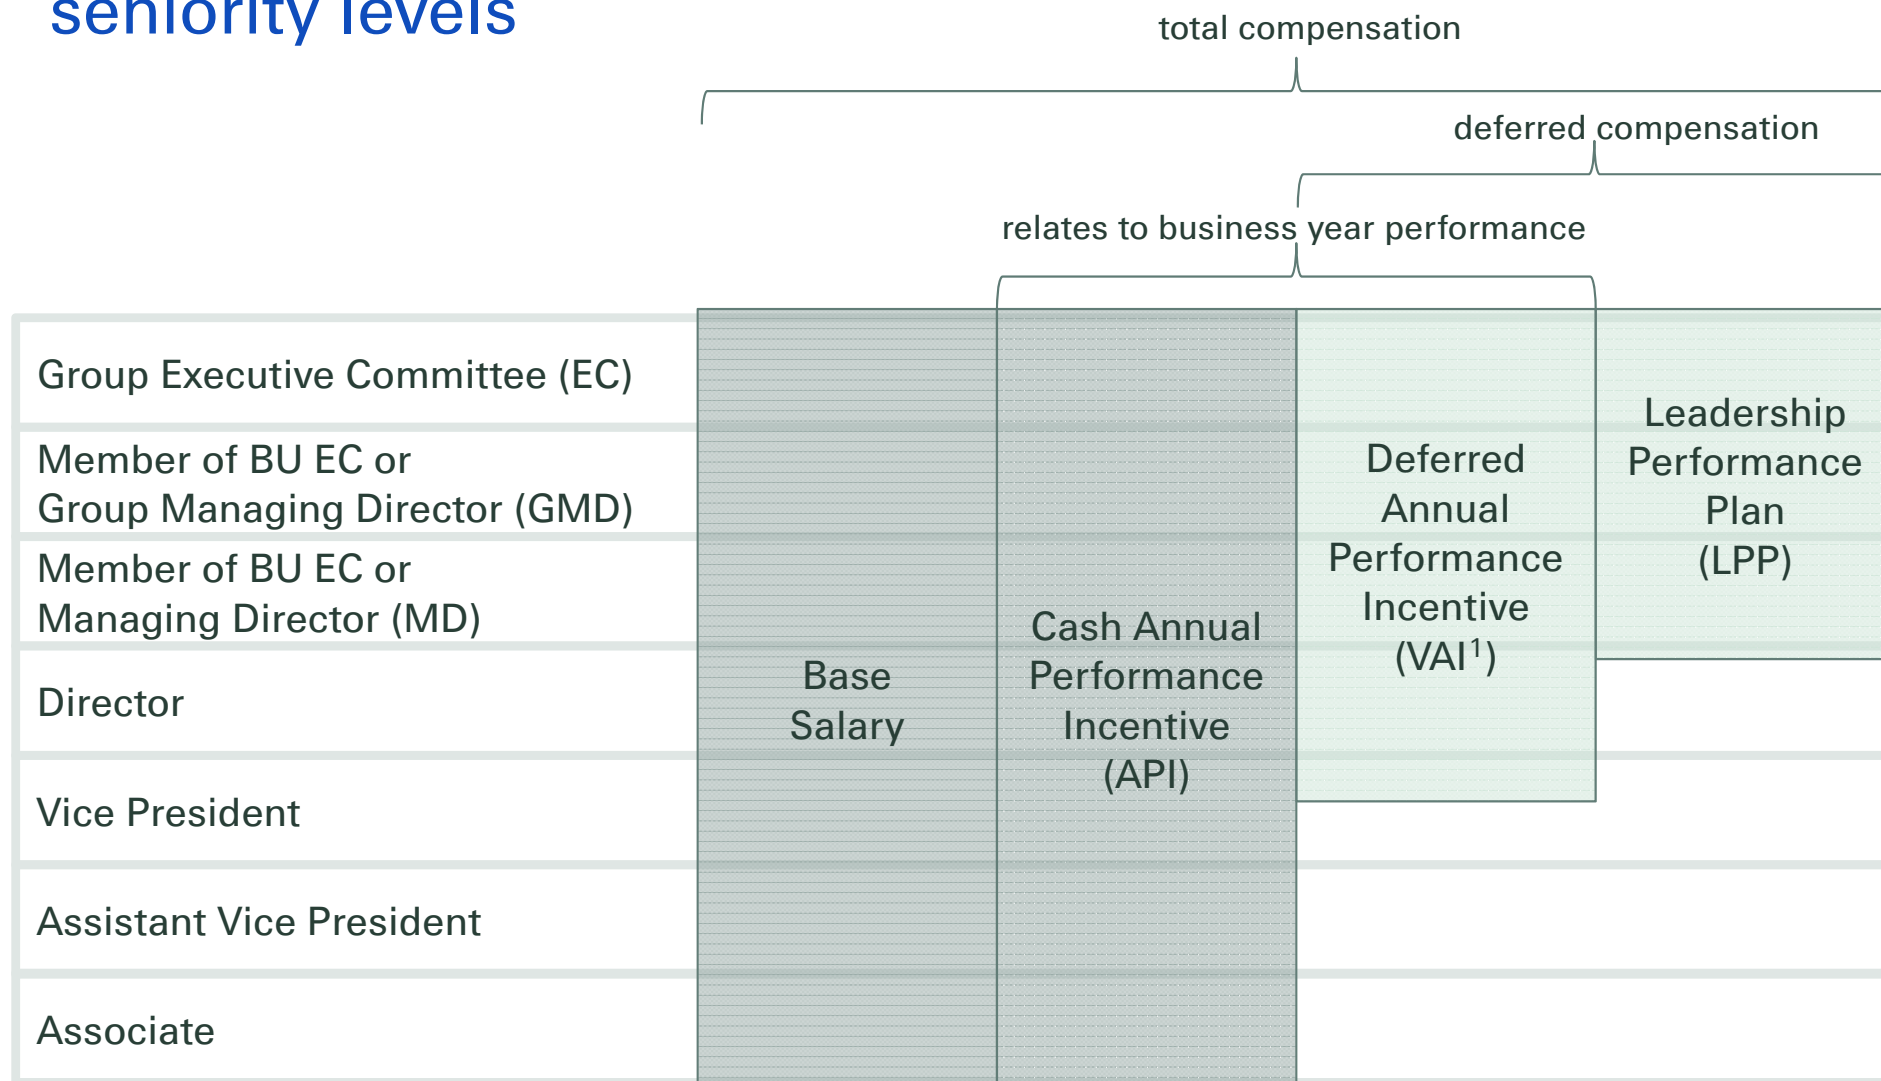 seniority levels
total compensation
deferred compensation
relates to business year performance
Group Executive Committee (EC)
Member of BU EC or
Group Managing Director (GMD)
Member of BU EC or
Managing Director (MD)
Director
Vice President
Assistant Vice President
Associate
Base
Salary
Cash Annual
Performance
Incentive
(API)
Deferred
Annual
Performance
Incentive
(VAI¹)
Leadership
Performance
Plan
(LPP)